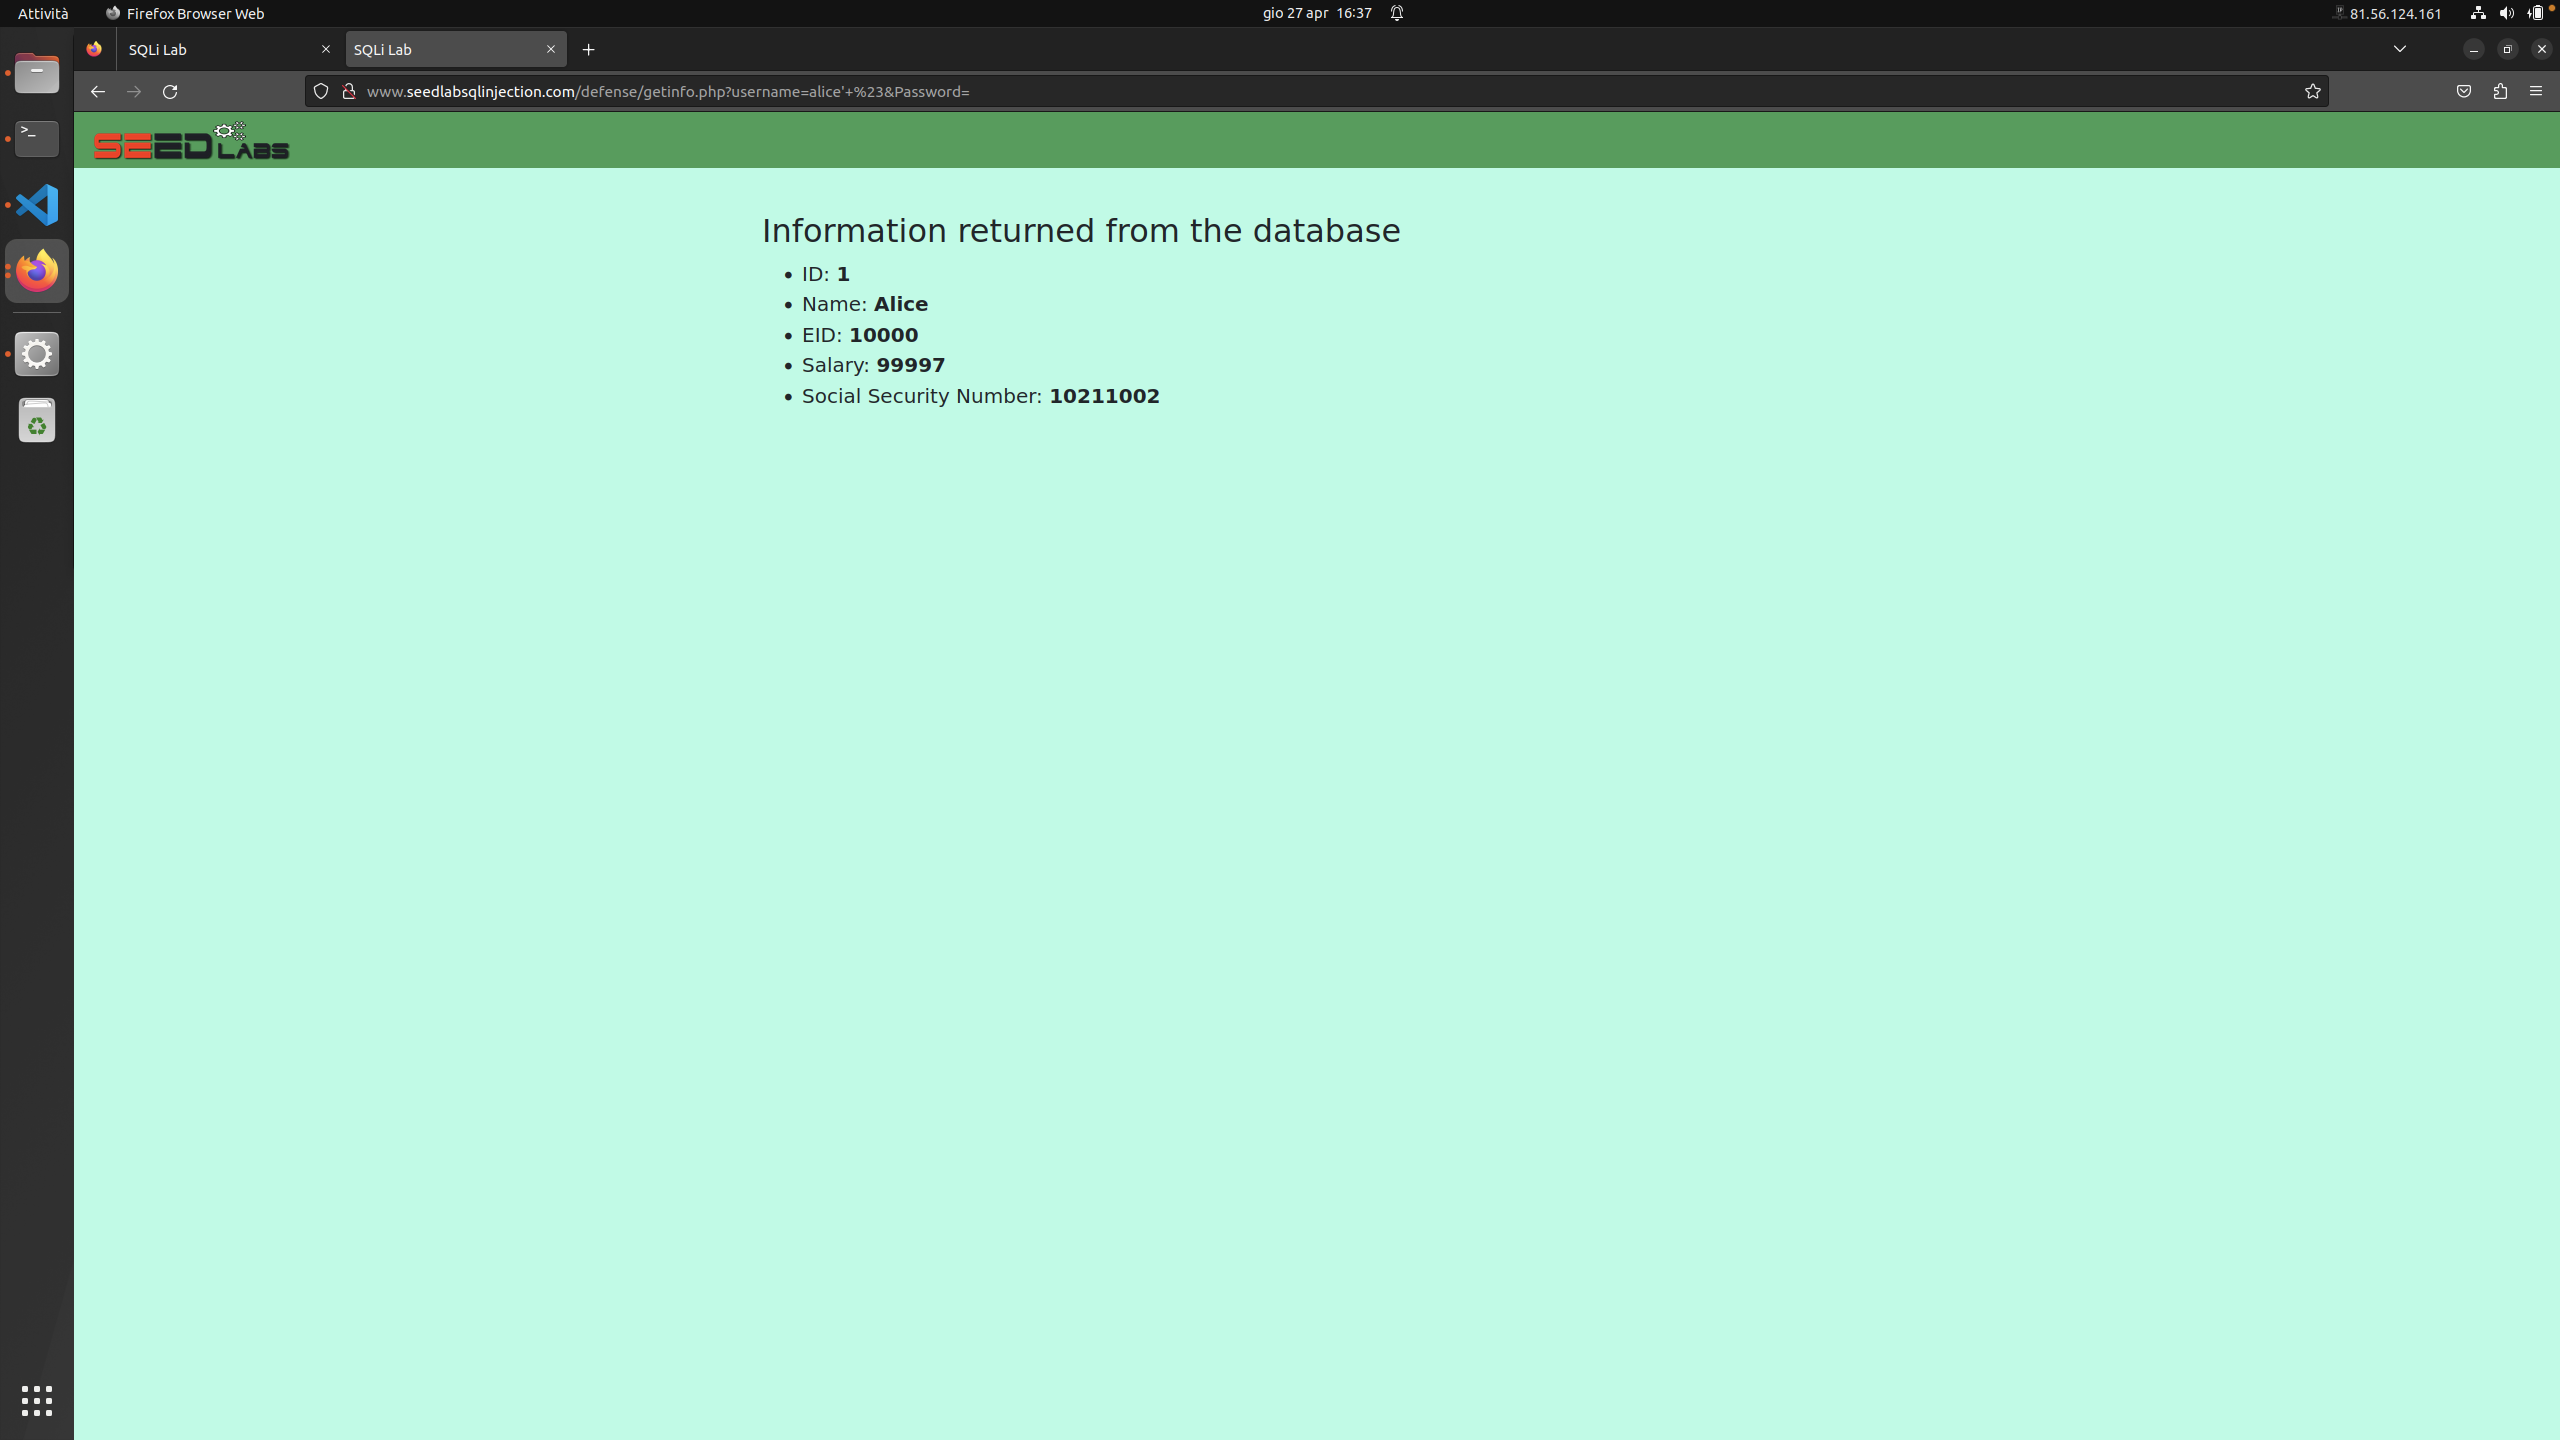 Attività
Firefox Browser Web
gio 27 apr 16:37
81.56.124.161
SQLi Lab
SQLi Lab
www.seedlabsqlinjection.com/defense/getinfo.php?username=alice'+%23&Password=
SEED LABS
Information returned from the database
• ID: 1
• Name: Alice
• EID: 10000
• Salary: 99997
• Social Security Number: 10211002